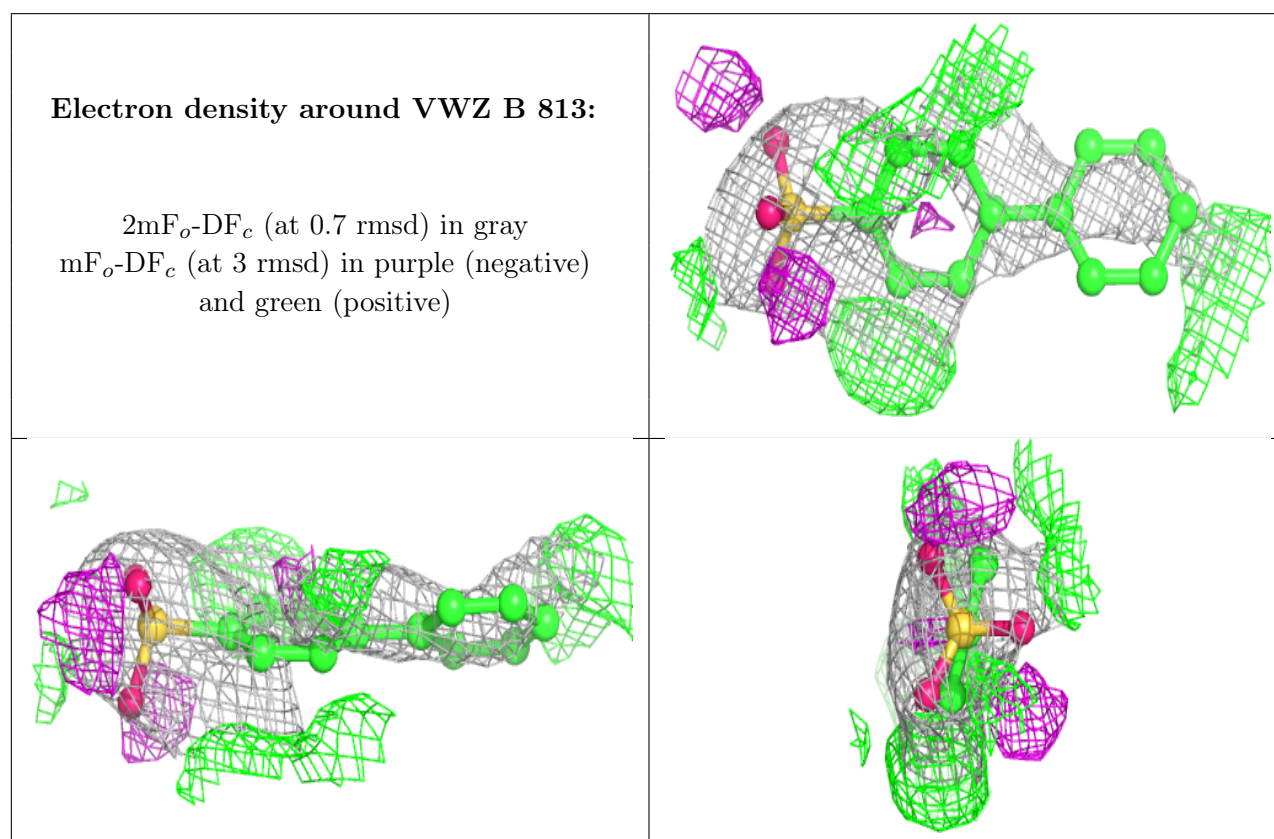 Electron density around VWZ B 813:
2mFo-DFc (at 0.7 rmsd) in gray
mFo-DFc (at 3 rmsd) in purple (negative)
and green (positive)